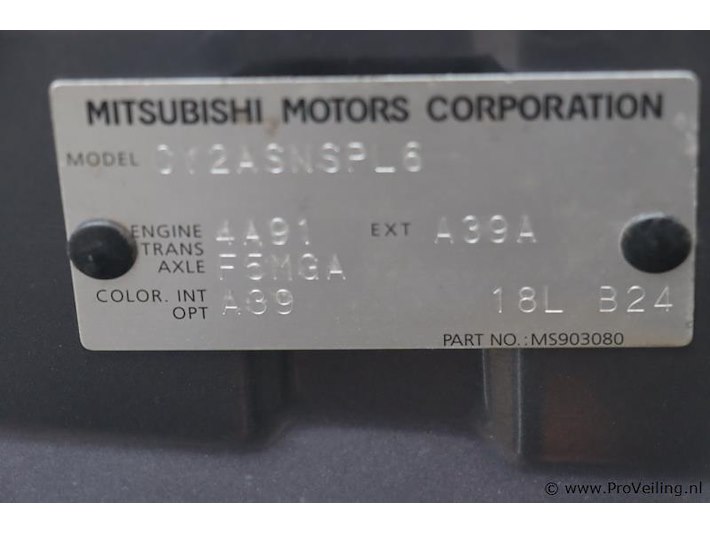 MITSUBISHI MOTORS CORPORATION
MODEL CY2ASNSPL6
ENGINE 4A91 EXT A39A
TRANS
AXLE F5MGA
COLOR. INT A39 18L B24
OPT
PART NO.:MS903080
© www.ProVeiling.nl